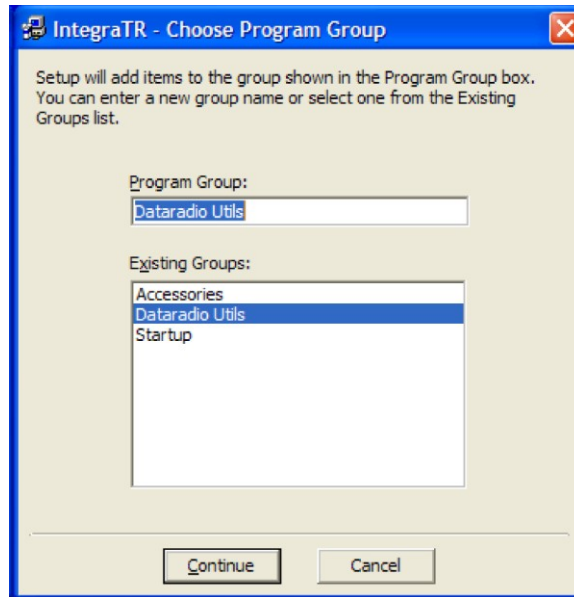 IntegraTR - Choose Program Group
Setup will add items to the group shown in the Program Group box.
You can enter a new group name or select one from the Existing
Groups list.
Program Group:
Dataradio Utils
Existing Groups:
Accessories
Dataradio Utils
Startup
Continue
Cancel